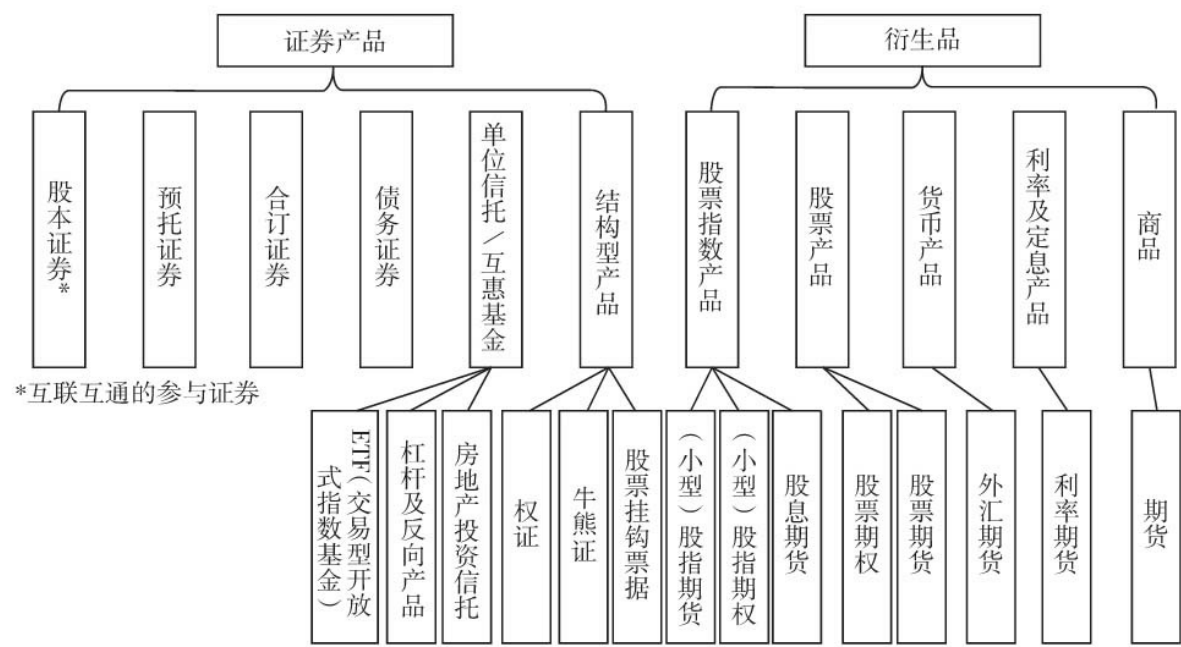 证券产品
衍生品
股本证券*
预托证券
合订证券
债务证券
单位信托／互惠基金
结构型产品
股票指数产品
股票产品
货币产品
利率及定息产品
商品
*互联互通的参与证券
ETF(交易型开放
式指数基金)
杠杆及反向产品
房地产投资信托
权证
牛熊证
股票挂钩票据
(小型)股指期货
(小型)股指期权
股息期货
股票期权
股票期货
外汇期货
利率期货
期货